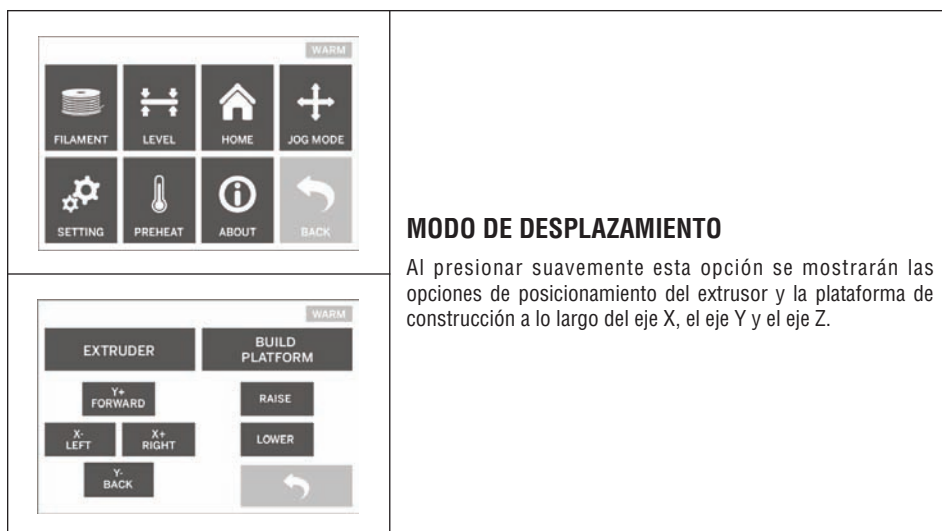 WARM
FILAMENT
LEVEL
HOME
JOG MODE
SETTING
PREHEAT
ABOUT
BACK
WARM
EXTRUDER
BUILD
PLATFORM
Y+
FORWARD
X-
LEFT
X+
RIGHT
Y-
BACK
RAISE
LOWER
MODO DE DESPLAZAMIENTO
Al presionar suavemente esta opción se mostrarán las
opciones de posicionamiento del extrusor y la plataforma de
construcción a lo largo del eje X, el eje Y y el eje Z.